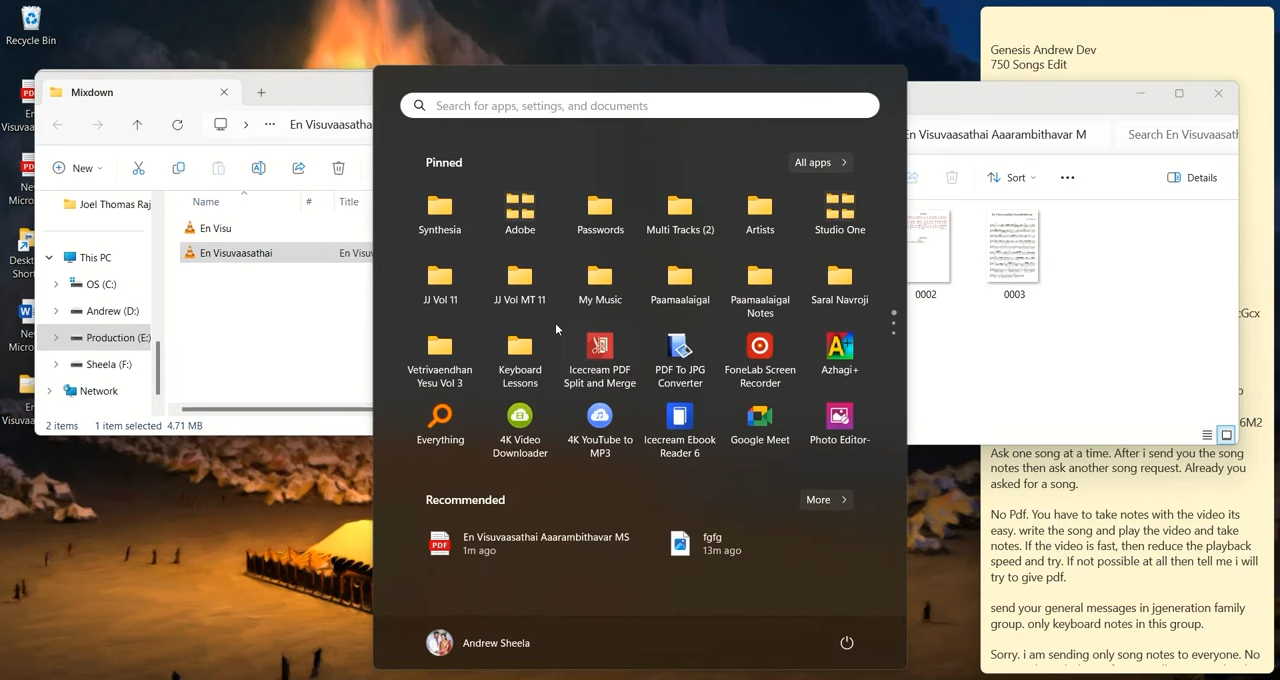 Recycle Bin
Genesis Andrew Dev
750 Songs Edit
Mixdown
En Visuvaasatha
New
Joel Thomas Raj
This PC
OS (C:)
Andrew (D:)
Production (E:)
Sheela (F:)
Network
Name
#
Title
En Visu
En Visuvaasathai
En Visuv
2 items
1 item selected
4.71 MB
Search for apps, settings, and documents
Pinned
All apps
Synthesia
Adobe
Passwords
Multi Tracks (2)
Artists
Studio One
JJ Vol 11
JJ Vol MT 11
My Music
Paamaalaigal
Paamaalaigal
Notes
Saral Navroji
Vetrivaendhan
Yesu Vol 3
Keyboard
Lessons
Icecream PDF
Split and Merge
PDF To JPG
Converter
FoneLab Screen
Recorder
Azhagi+
Everything
4K Video
Downloader
4K YouTube to
MP3
Icecream Ebook
Reader 6
Google Meet
Photo Editor-
Recommended
More
PDF
En Visuvaasathai Aaarambithavar MS
1m ago
fgfg
13m ago
Andrew Sheela
En Visuvaasathai Aaarambithavar M
Search En Visuvaasath
Sort
Details
0002
0003
:Gcx
6M2
Ask one song at a time. After i send you the song
notes then ask another song request. Already you
asked for a song.
No Pdf. You have to take notes with the video its
easy. write the song and play the video and take
notes. If the video is fast, then reduce the playback
speed and try. If not possible at all then tell me i will
try to give pdf.
send your general messages in jgeneration family
group. only keyboard notes in this group.
Sorry. i am sending only song notes to everyone. No